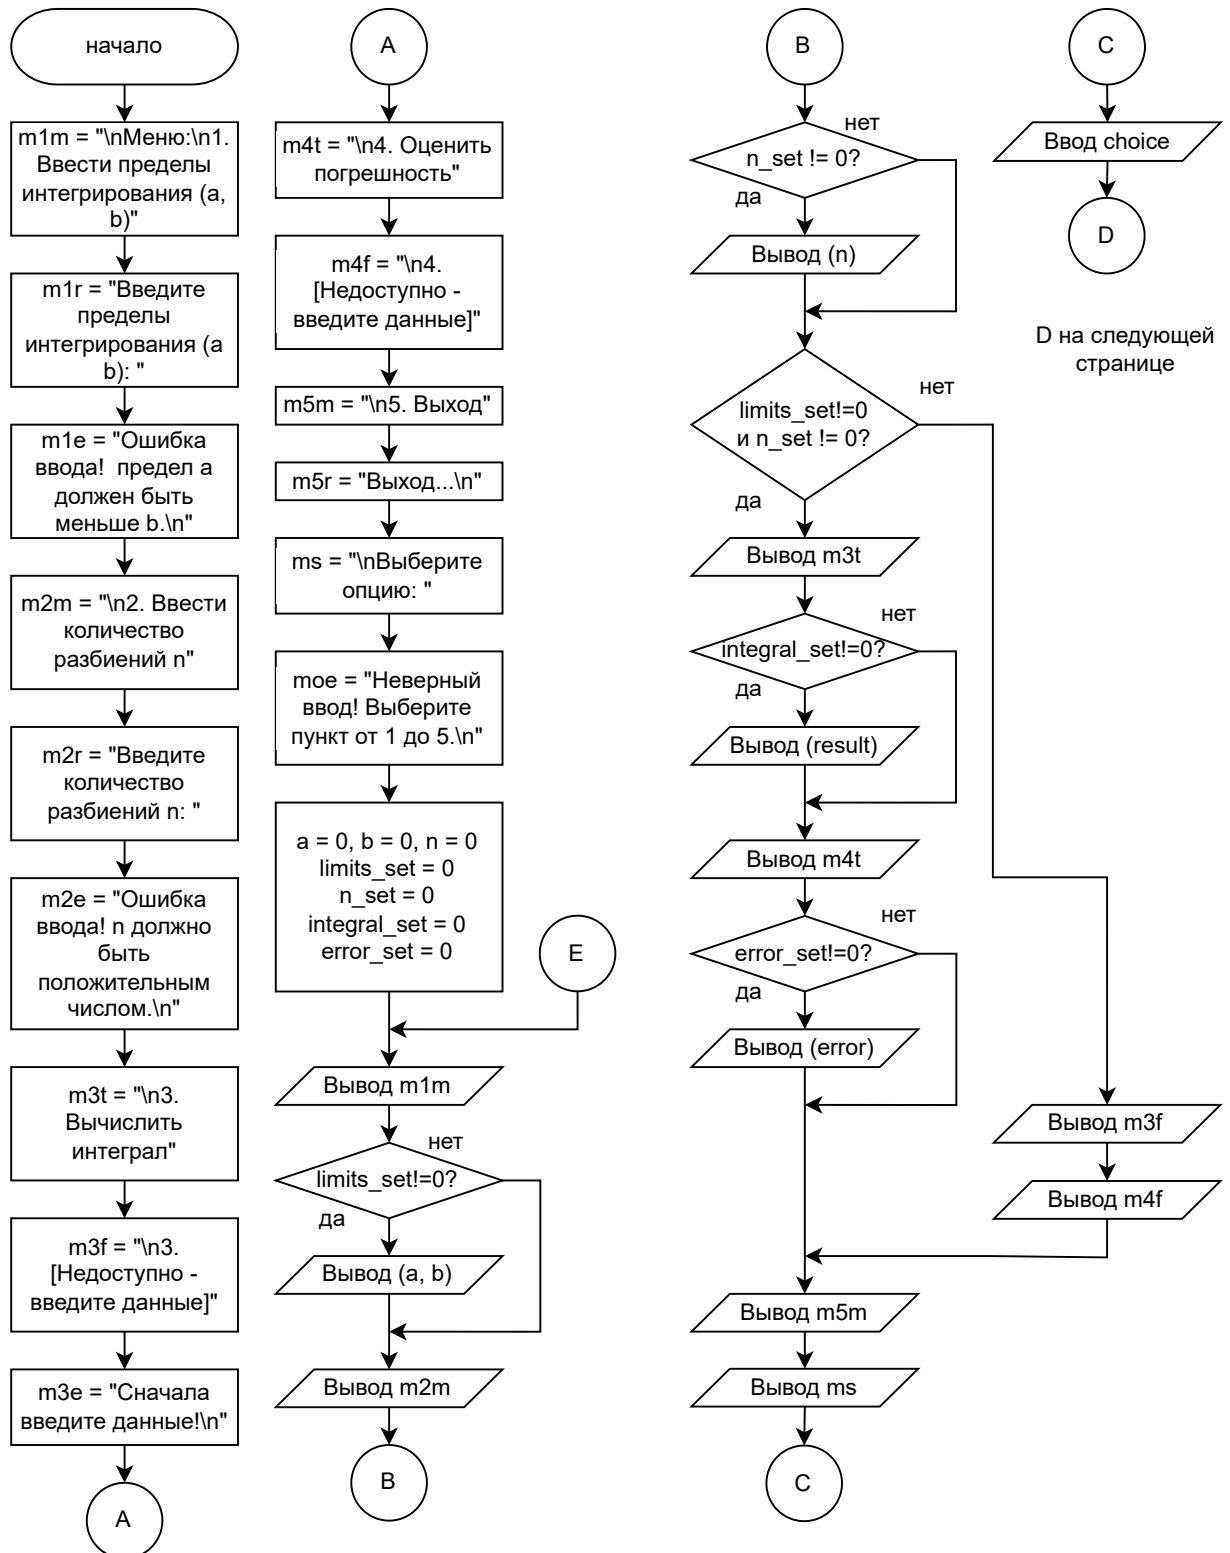 начало
m1m = "\nМеню:\n1.
Ввести пределы
интегрирования (a,
b)"
m1r = "Введите
пределы
интегрирования (a
b): "
m1e = "Ошибка
ввода!  предел a
должен быть
меньше b.\n"
m2m = "\n2. Ввести
количество
разбиений n"
m2r = "Введите
количество
разбиений n: "
m2e = "Ошибка
ввода! n должно
быть
положительным
числом.\n"
m3t = "\n3.
Вычислить
интеграл"
m3f = "\n3.
[Недоступно -
введите данные]"
m3e = "Сначала
введите данные!\n"
A
A
m4t = "\n4. Оценить
погрешность"
m4f = "\n4.
[Недоступно -
введите данные]"
m5m = "\n5. Выход"
m5r = "Выход...\n"
ms = "\nВыберите
опцию: "
moe = "Неверный
ввод! Выберите
пункт от 1 до 5.\n"
a = 0, b = 0, n = 0
limits_set = 0
n_set = 0
integral_set = 0
error_set = 0
E
Вывод m1m
нет
limits_set!=0?
да
Вывод (a, b)
Вывод m2m
B
B
нет
n_set != 0?
да
Вывод (n)
нет
limits_set!=0
и n_set != 0?
да
Вывод m3t
нет
integral_set!=0?
да
Вывод (result)
Вывод m4t
нет
error_set!=0?
да
Вывод (error)
Вывод m3f
Вывод m4f
Вывод m5m
Вывод ms
C
C
Ввод choice
D
D на следующей
странице